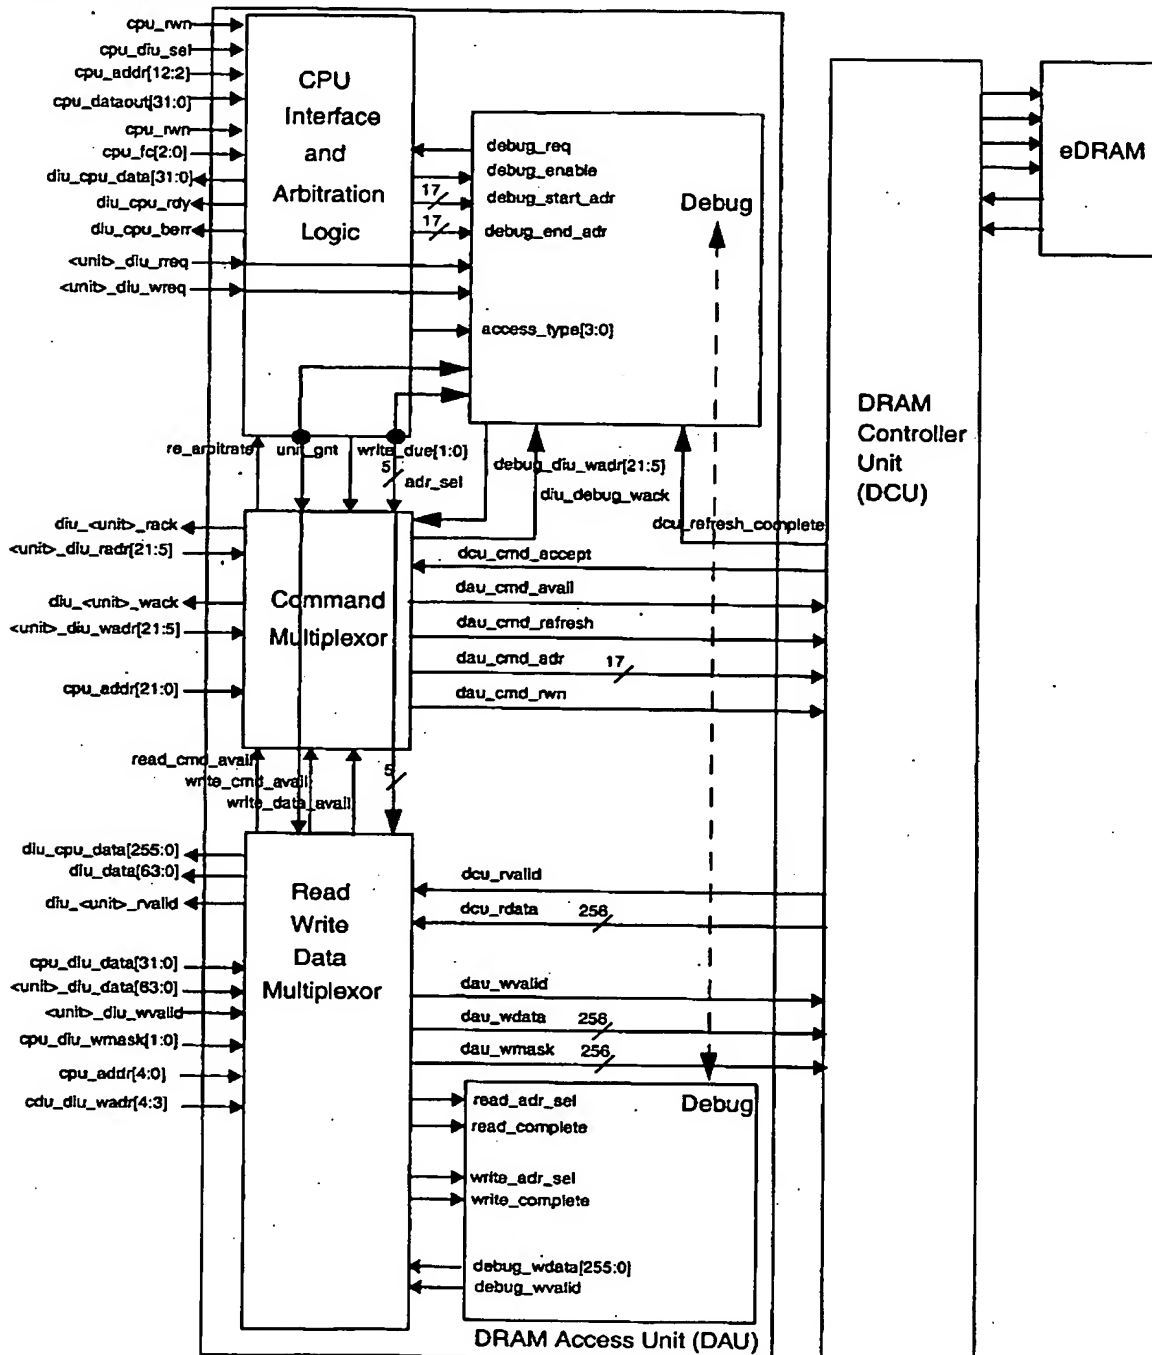 cpu_rwn
cpu_diu_sel
cpu_addr[12:2]
cpu_dataout[31:0]
cpu_rwn
cpu_fc[2:0]
diu_cpu_data[31:0]
diu_cpu_rdy
diu_cpu_berr
<unit>_diu_rreq
<unit>_diu_wreq
CPU
Interface
and
Arbitration
Logic
debug_req
debug_enable
17
debug_start_adr
17
debug_end_adr
access_type[3:0]
Debug
eDRAM
DRAM
Controller
Unit
(DCU)
re_arbitrate
unit_gnt
write_due[1:0]
5
adr_sel
debug_diu_wadr[21:5]
diu_debug_wack
dcu_refresh_complete
diu_<unit>_rack
<unit>_diu_radr[21:5]
diu_<unit>_wack
<unit>_diu_wadr[21:5]
cpu_addr[21:0]
Command
Multiplexor
dcu_cmd_accept
dau_cmd_avail
dau_cmd_refresh
dau_cmd_adr 17
dau_cmd_rwn
read_cmd_avail
write_cmd_avail
write_data_avail
5
diu_cpu_data[255:0]
diu_data[63:0]
diu_<unit>_rvalid
cpu_diu_data[31:0]
<unit>_diu_data[63:0]
<unit>_diu_wvalid
cpu_diu_wmask[1:0]
cpu_addr[4:0]
cdu_diu_wadr[4:3]
Read
Write
Data
Multiplexor
dcu_rvalid
dcu_rdata 256
dau_wvalid
dau_wdata 256
dau_wmask 256
read_adr_sel
Debug
read_complete
write_adr_sel
write_complete
debug_wdata[255:0]
debug_wvalid
DRAM Access Unit (DAU)